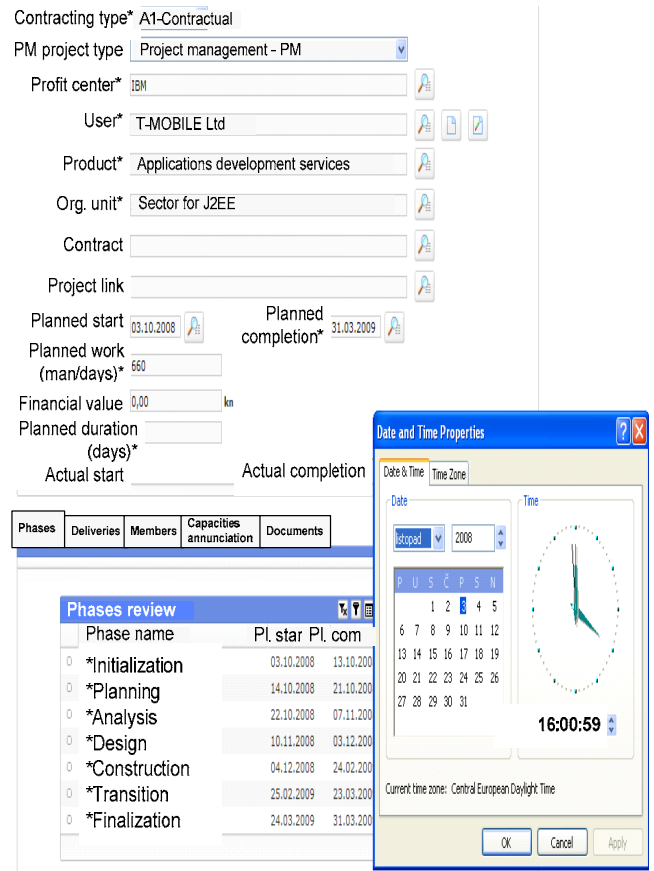 Contracting type* A1-Contractual
PM project type Project management - PM
Profit center* IBM
User* T-MOBILE Ltd
Product* Applications development services
Org. unit* Sector for J2EE
Contract
Project link
Planned start 03.10.2008 Planned completion* 31.03.2009
Planned work (man/days)* 660
Financial value 0,00 kn
Planned duration (days)*
Actual start Actual completion
Phases Deliveries Members Capacities annunciation Documents
Phases review
Phase name Pl. star Pl. com
*Initialization 03.10.2008 13.10.200
*Planning 14.10.2008 21.10.200
*Analysis 22.10.2008 07.11.200
*Design 10.11.2008 03.12.200
*Construction 04.12.2008 24.02.200
*Transition 25.02.2009 23.03.200
*Finalization 24.03.2009 31.03.200
Date and Time Properties
Date & Time Time Zone
Date
listopad 2008
P U S Č P S N
1 2 3 4 5
6 7 8 9 10 11 12
13 14 15 16 17 18 19
20 21 22 23 24 25 26
27 28 29 30 31
Time
16:00:59
Current time zone: Central European Daylight Time
OK Cancel Apply